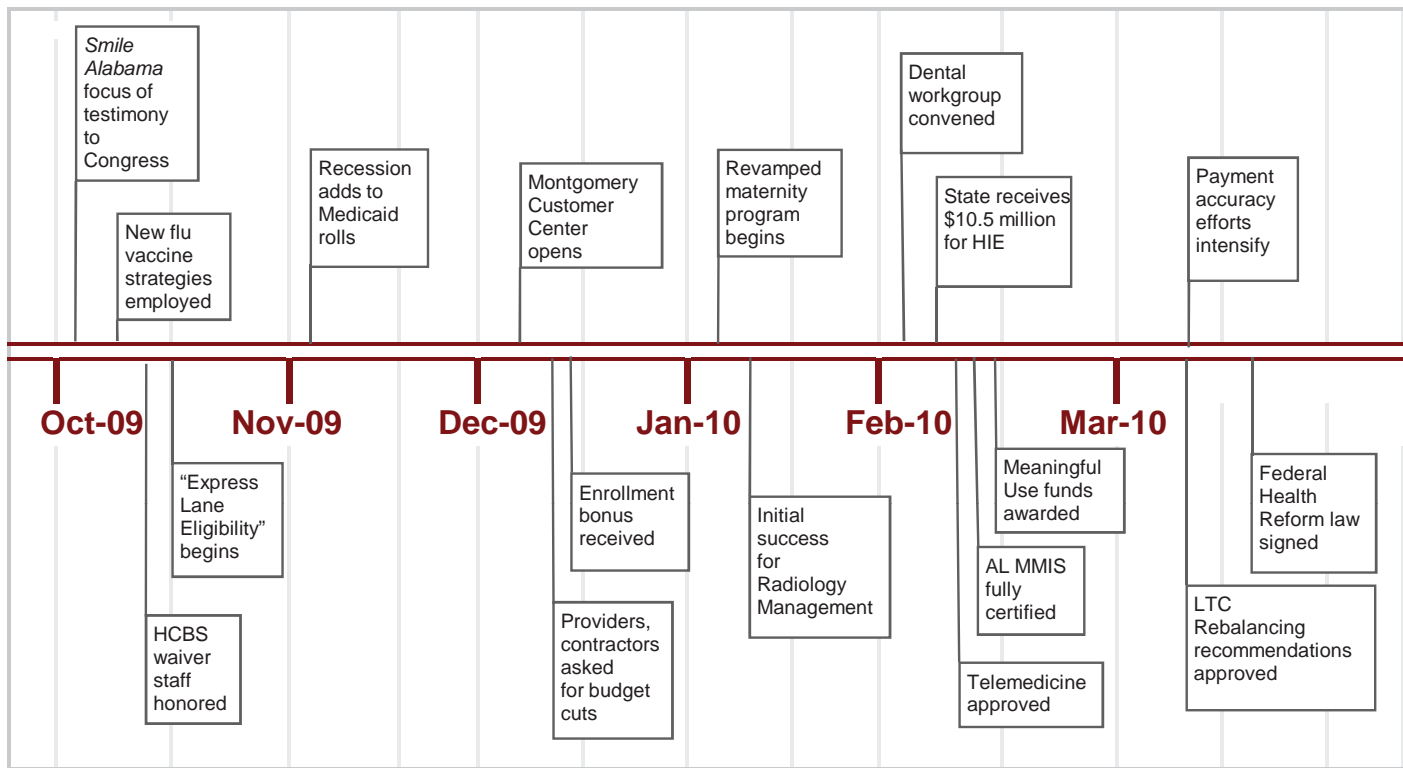 Smile
Alabama
focus of
testimony
to
Congress
New flu
vaccine
strategies
employed
Recession
adds to
Medicaid
rolls
Montgomery
Customer
Center
opens
Revamped
maternity
program
begins
Dental
workgroup
convened
State receives
$10.5 million
for HIE
Payment
accuracy
efforts
intensify
Oct-09
Nov-09
Dec-09
Jan-10
Feb-10
Mar-10
HCBS
waiver
staff
honored
“Express
Lane
Eligibility”
begins
Providers,
contractors
asked
for budget
cuts
Enrollment
bonus
received
Initial
success
for
Radiology
Management
Telemedicine
approved
AL MMIS
fully
certified
Meaningful
Use funds
awarded
LTC
Rebalancing
recommendations
approved
Federal
Health
Reform law
signed